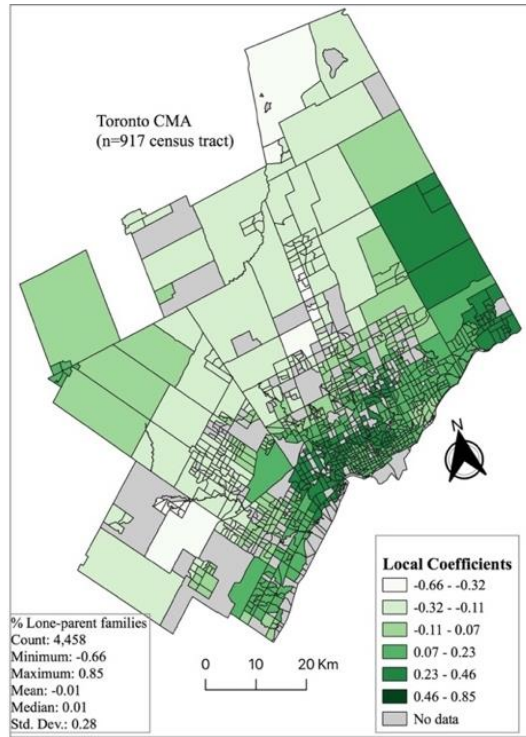 Toronto CMA
(n=917 census tract)
N
Local Coefficients
-0.66 - -0.32
-0.32 - -0.11
-0.11 - 0.07
0.07 - 0.23
0.23 - 0.46
0.46 - 0.85
No data
% Lone-parent families
Count: 4,458
Minimum: -0.66
Maximum: 0.85
Mean: -0.01
Median: 0.01
Std. Dev.: 0.28
0 10 20 Km